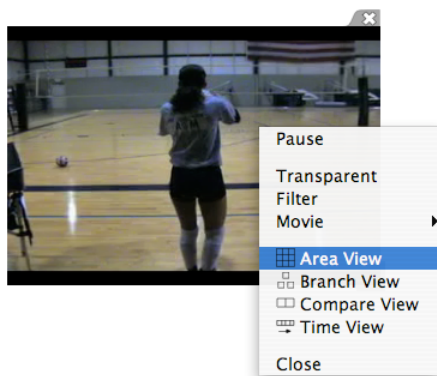 Pause
Transparent
Filter
Movie
Area View
Branch View
Compare View
Time View
Close